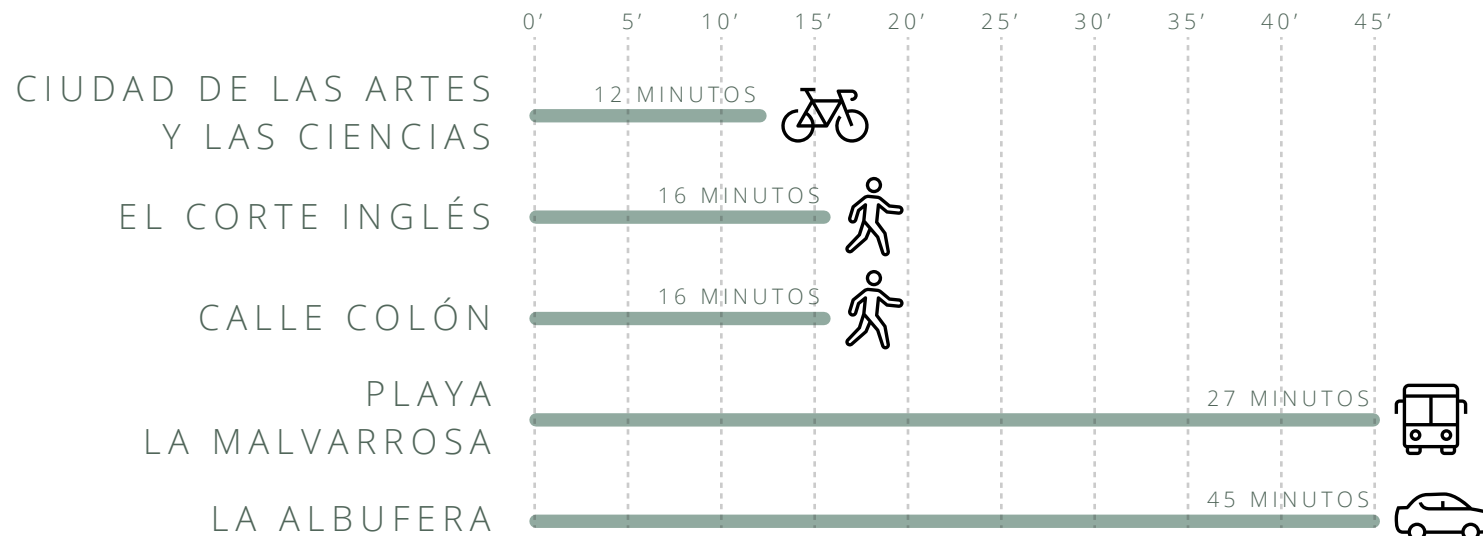 0’ 5’ 10’ 15’ 20’ 25’ 30’ 35’ 40’ 45’
CIUDAD DE LAS ARTES
Y LAS CIENCIAS
12 MINUTOS
EL CORTE INGLÉS
16 MINUTOS
CALLE COLÓN
16 MINUTOS
PLAYA
LA MALVARROSA
27 MINUTOS
LA ALBUFERA
45 MINUTOS